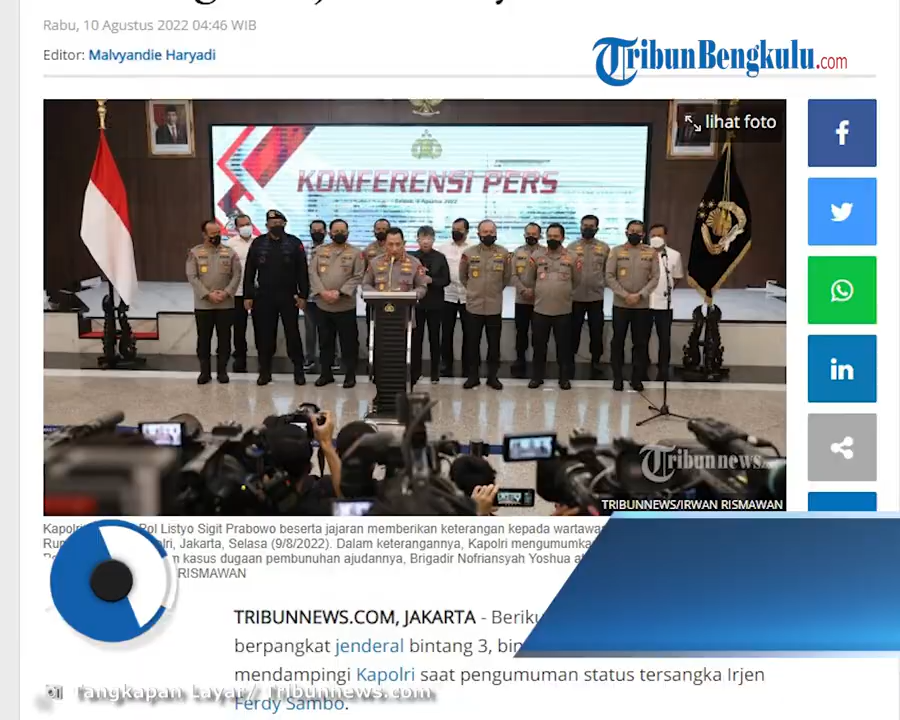 Rabu, 10 Agustus 2022 04:46 WIB
Editor: Malvyandie Haryadi
TribunBengkulu.com
lihat foto
KONFERENSI PERS
Tribunnews
TRIBUNNEWS/IRWAN RISMAWAN
Kapolri Pol Listyo Sigit Prabowo beserta jajaran memberikan keterangan kepada wartawan
Jakarta, Selasa (9/8/2022). Dalam keterangannya, Kapolri mengumumka
kasus dugaan pembunuhan ajudannya, Brigadir Nofriansyah Yoshua
RISMAWAN
TRIBUNNEWS.COM, JAKARTA - Beriku
berpangkat jenderal bintang 3, bin
mendampingi Kapolri saat pengumuman status tersangka Irjen
Ferdy Sambo.
Tangkapan Layar/ Tribunnews.com